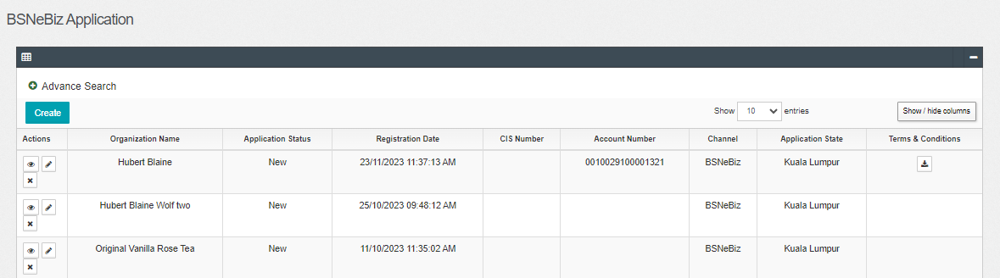 BSNeBiz Application
Advance Search
Create
Show 10 entries
Show / hide columns
Actions Organization Name Application Status Registration Date CIS Number Account Number Channel Application State Terms & Conditions
Hubert Blaine New 23/11/2023 11:37:13 AM 0010029100001321 BSNeBiz Kuala Lumpur
Hubert Blaine Wolf two New 25/10/2023 09:48:12 AM BSNeBiz Kuala Lumpur
Original Vanilla Rose Tea New 11/10/2023 11:35:02 AM BSNeBiz Kuala Lumpur